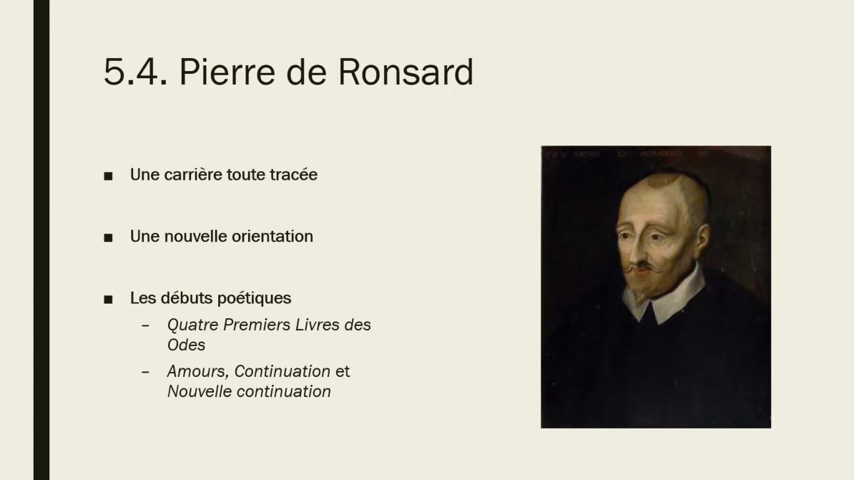 5.4. Pierre de Ronsard
■ Une carrière toute tracée
■ Une nouvelle orientation
■ Les débuts poétiques
– Quatre Premiers Livres des
Odes
– Amours, Continuation et
Nouvelle continuation